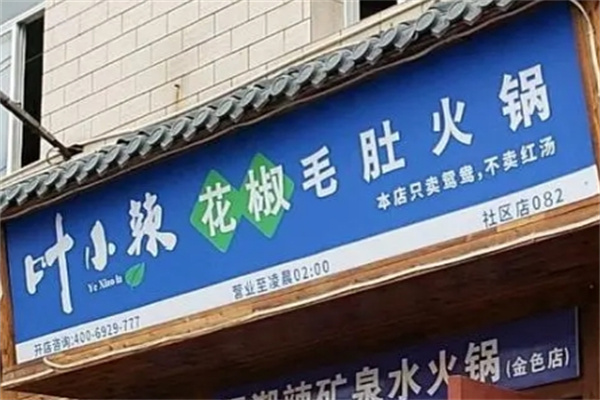 叶小辣
Ye Xiao la
花椒毛肚火锅
本店只卖鸳鸯,不卖红汤
开店咨询:400-6929-777
营业至凌晨02:00
社区店082
湖辣矿泉水火锅(金色店)